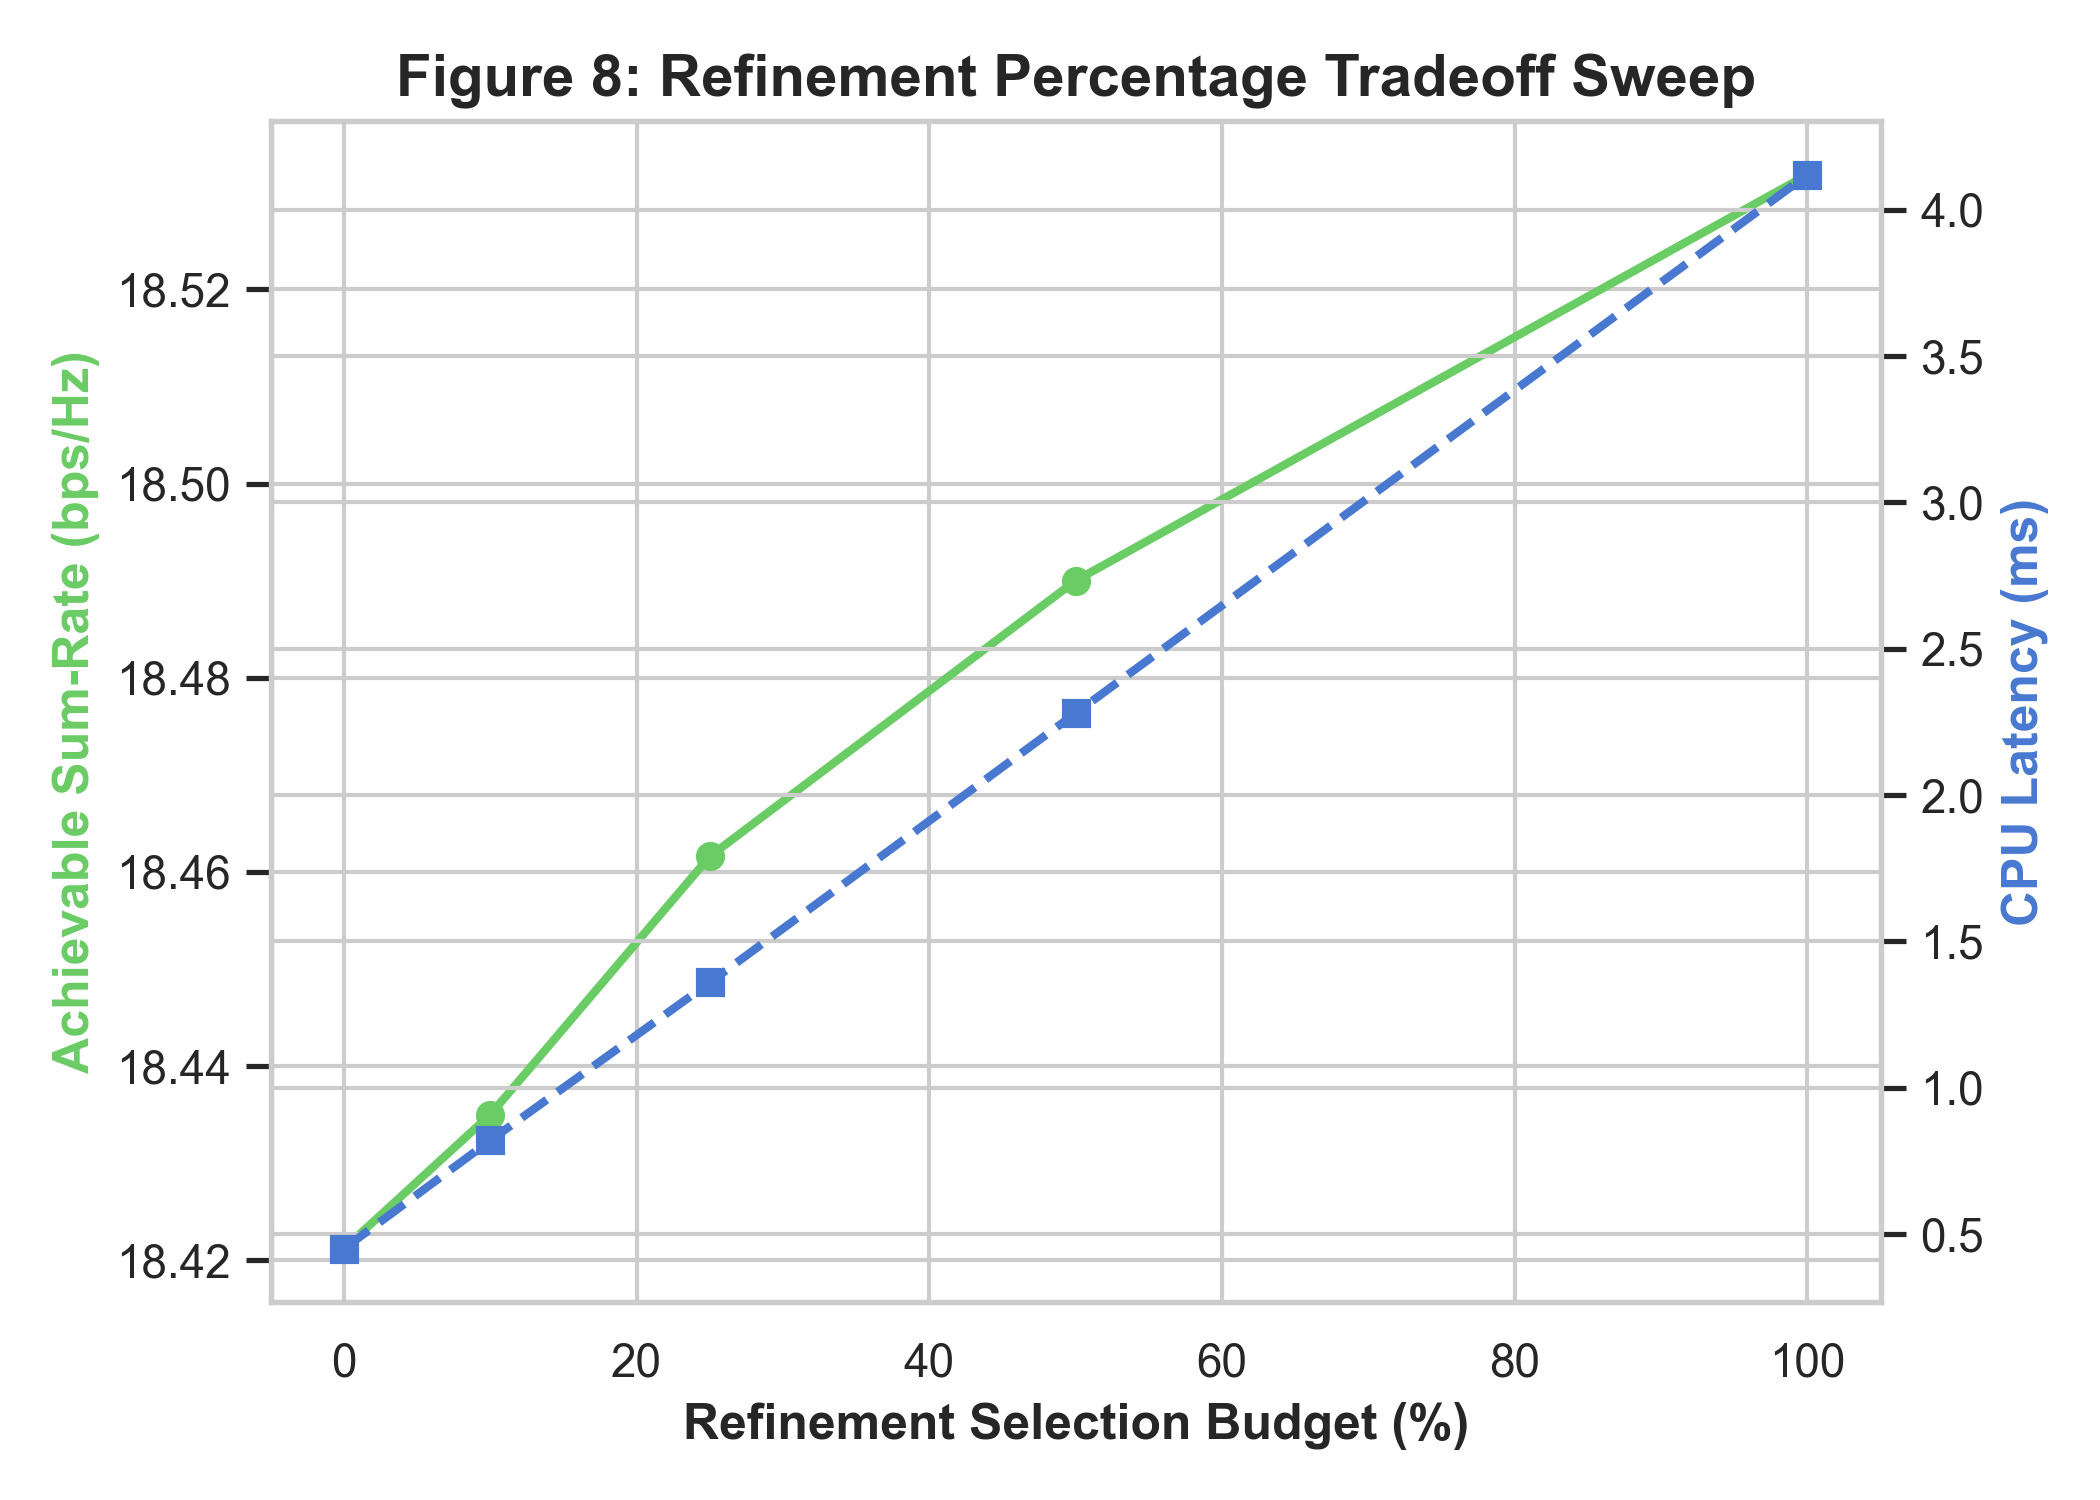 Figure 8: Refinement Percentage Tradeoff Sweep
Achievable Sum-Rate (bps/Hz)
18.52
18.50
18.48
18.46
18.44
18.42
4.0
3.5
3.0
2.5
2.0
1.5
1.0
0.5
CPU Latency (ms)
0 20 40 60 80 100
Refinement Selection Budget (%)